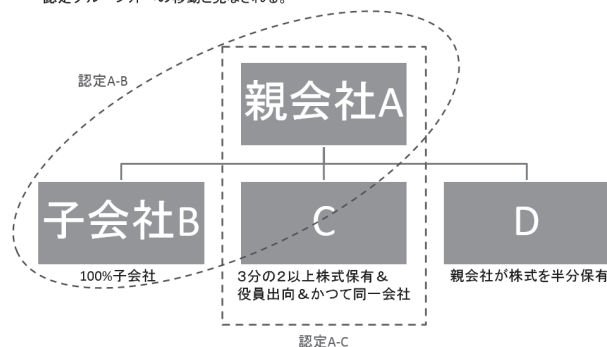 認定グループ外への移動と見なされる。
認定A-B
親会社A
子会社B
C
D
100%子会社
3分の2以上株式保有&
役員出向&かつて同一会社
親会社が株式を半分保有
認定A-C